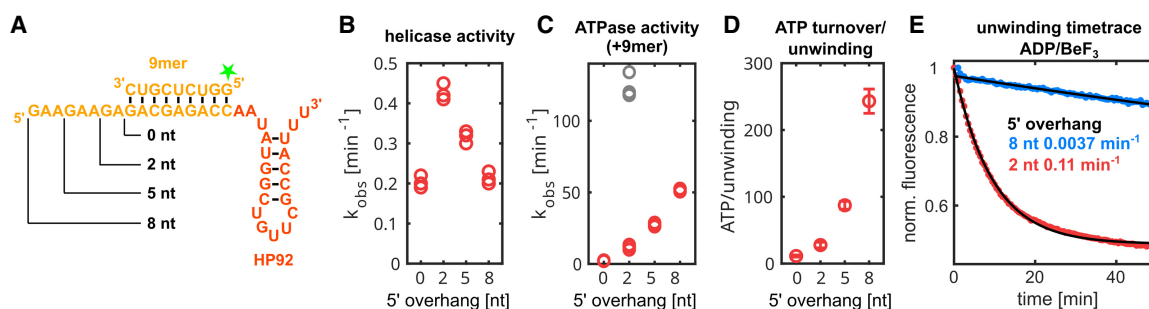 A
9mer
3' CUGCUCUGG 5'
5' GAAGAAGAGACGAGACCAA
0 nt
2 nt
5 nt
8 nt
U
A
U
G
G
C
U
G
U
U
C
G
C
C
A
U
U
3'
HP92
B
helicase activity
k obs [min -1]
0.5
0.4
0.3
0.2
0.1
0
0 2 5 8
5' overhang [nt]
C
ATPase activity
(+9mer)
k obs [min -1]
100
50
0
0 2 5 8
5' overhang [nt]
D
ATP turnover/
unwinding
ATP/unwinding
300
200
100
0
0 2 5 8
5' overhang [nt]
E
unwinding timetrace
ADP/BeF3
norm. fluorescence
1
0.8
0.6
5' overhang
8 nt 0.0037 min-1
2 nt 0.11 min-1
0 20 40
time [min]